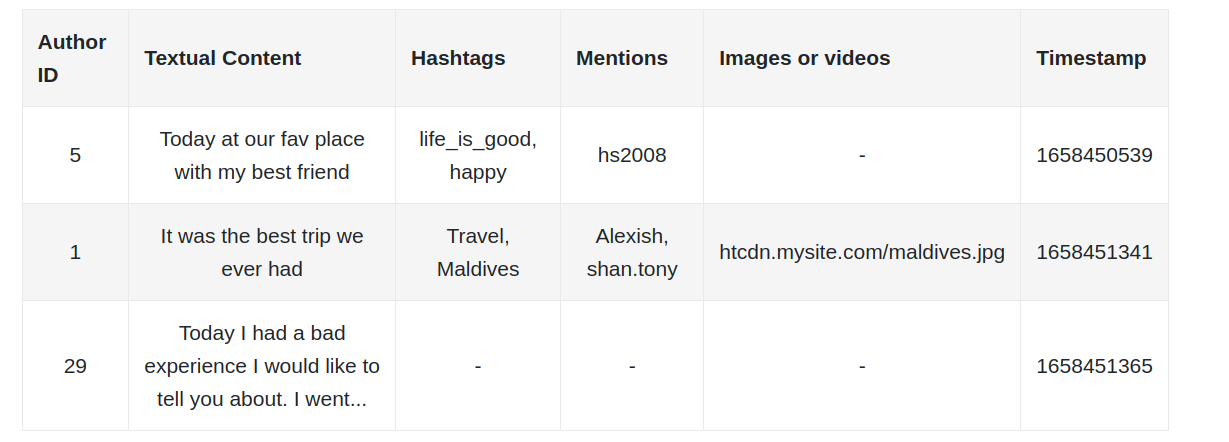 Author ID Textual Content Hashtags Mentions Images or videos Timestamp
5 Today at our fav place with my best friend life_is_good, happy hs2008 - 1658450539
1 It was the best trip we ever had Travel, Maldives Alexish, shan.tony htcdn.mysite.com/maldives.jpg 1658451341
29 Today I had a bad experience I would like to tell you about. I went... - - - 1658451365